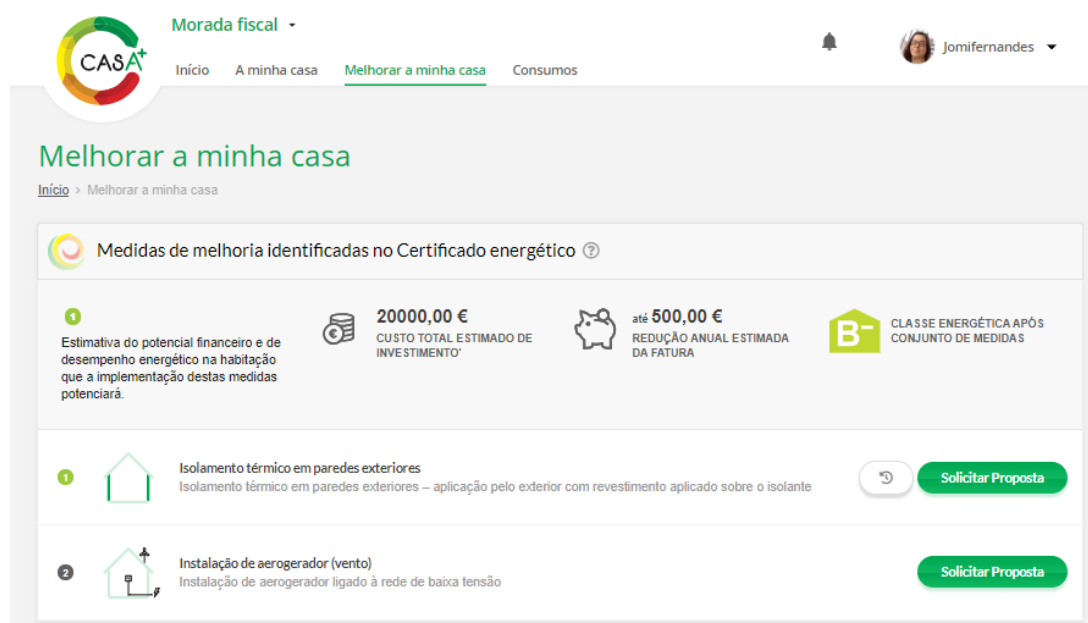 Morada fiscal
CASA+
Início A minha casa Melhorar a minha casa Consumos
Jomifernandes
Melhorar a minha casa
Início > Melhorar a minha casa
Medidas de melhoria identificadas no Certificado energético ?
1
Estimativa do potencial financeiro e de
desempenho energético na habitação
que a implementação destas medidas
potenciará.
20000,00 €
CUSTO TOTAL ESTIMADO DE
INVESTIMENTO'
até 500,00 €
REDUÇÃO ANUAL ESTIMADA
DA FATURA
B-
CLASSE ENERGÉTICA APÓS
CONJUNTO DE MEDIDAS
1
Isolamento térmico em paredes exteriores
Isolamento térmico em paredes exteriores – aplicação pelo exterior com revestimento aplicado sobre o isolante
Solicitar Proposta
2
Instalação de aerogerador (vento)
Instalação de aerogerador ligado à rede de baixa tensão
Solicitar Proposta